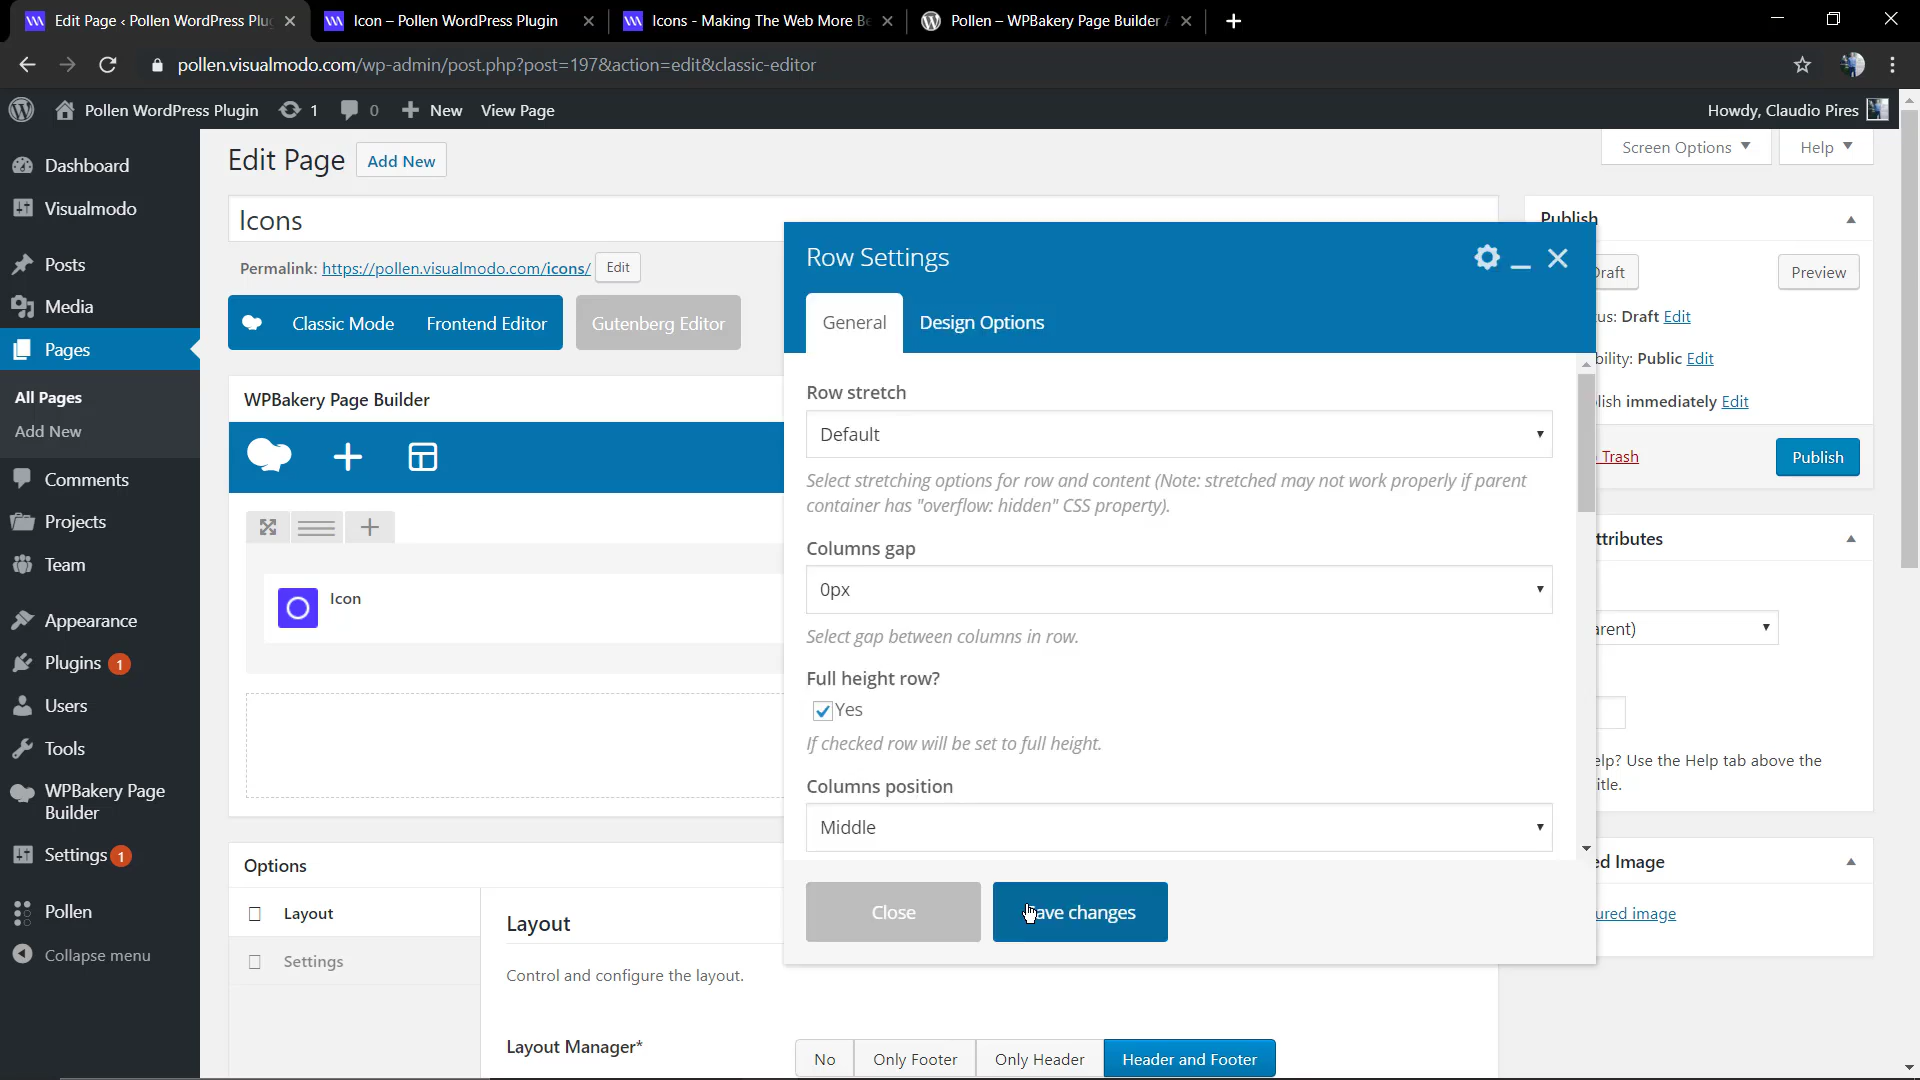 Edit Page ‹ Pollen WordPress Plu
Icon – Pollen WordPress Plugin
Icons - Making The Web More Be
Pollen – WPBakery Page Builder
pollen.visualmodo.com/wp-admin/post.php?post=197&action=edit&classic-editor
Pollen WordPress Plugin
1
0
New
View Page
Howdy, Claudio Pires
Dashboard
Visualmodo
Posts
Media
Pages
All Pages
Add New
Comments
Projects
Team
Appearance
Plugins 1
Users
Tools
WPBakery Page
Builder
Settings 1
Pollen
Collapse menu
Edit Page
Add New
Screen Options
Help
Icons
Permalink: https://pollen.visualmodo.com/icons/ Edit
Classic Mode
Frontend Editor
Gutenberg Editor
WPBakery Page Builder
Icon
Options
Layout
Settings
Layout
Control and configure the layout.
Layout Manager*
No
Only Footer
Only Header
Header and Footer
Row Settings
General
Design Options
Row stretch
Default
Select stretching options for row and content (Note: stretched may not work properly if parent
container has "overflow: hidden" CSS property).
Columns gap
0px
Select gap between columns in row.
Full height row?
Yes
If checked row will be set to full height.
Columns position
Middle
Close
ave changes
Publish
Draft
Preview
us: Draft Edit
bility: Public Edit
lish immediately Edit
Trash
Publish
ttributes
arent)
elp? Use the Help tab above the
itle.
ed Image
ured image